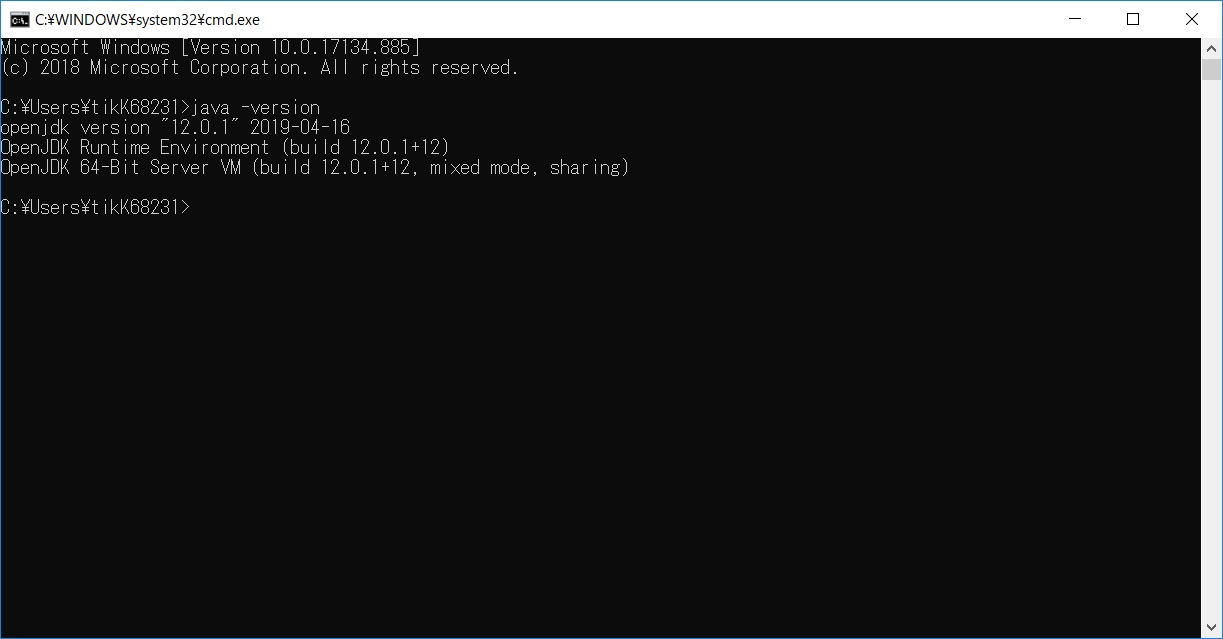 C:¥WINDOWS¥system32¥cmd.exe
Microsoft Windows [Version 10.0.17134.885]
(c) 2018 Microsoft Corporation. All rights reserved.
C:¥Users¥tikK68231>java -version
openjdk version "12.0.1" 2019-04-16
OpenJDK Runtime Environment (build 12.0.1+12)
OpenJDK 64-Bit Server VM (build 12.0.1+12, mixed mode, sharing)
C:¥Users¥tikK68231>